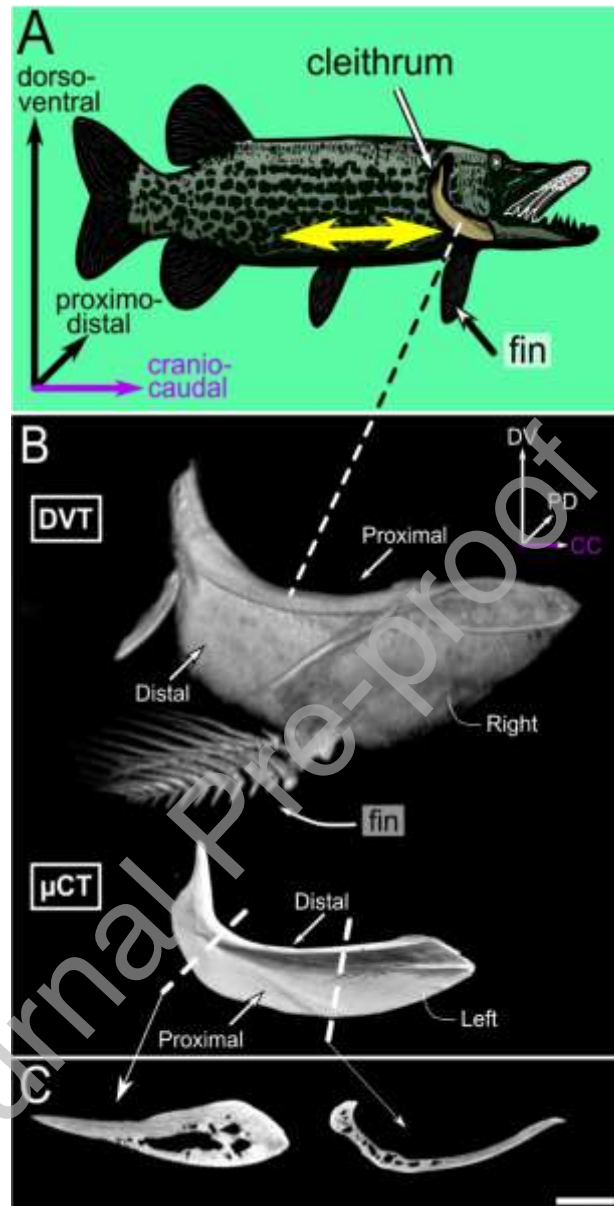 A
dorso-
ventral
cleithrum
proximo-
distal
cranio-
caudal
fin
B
DV
PD
CC
DVT
Proximal
Distal
Right
fin
µCT
Distal
Left
Proximal
C
Journal Pre-proof